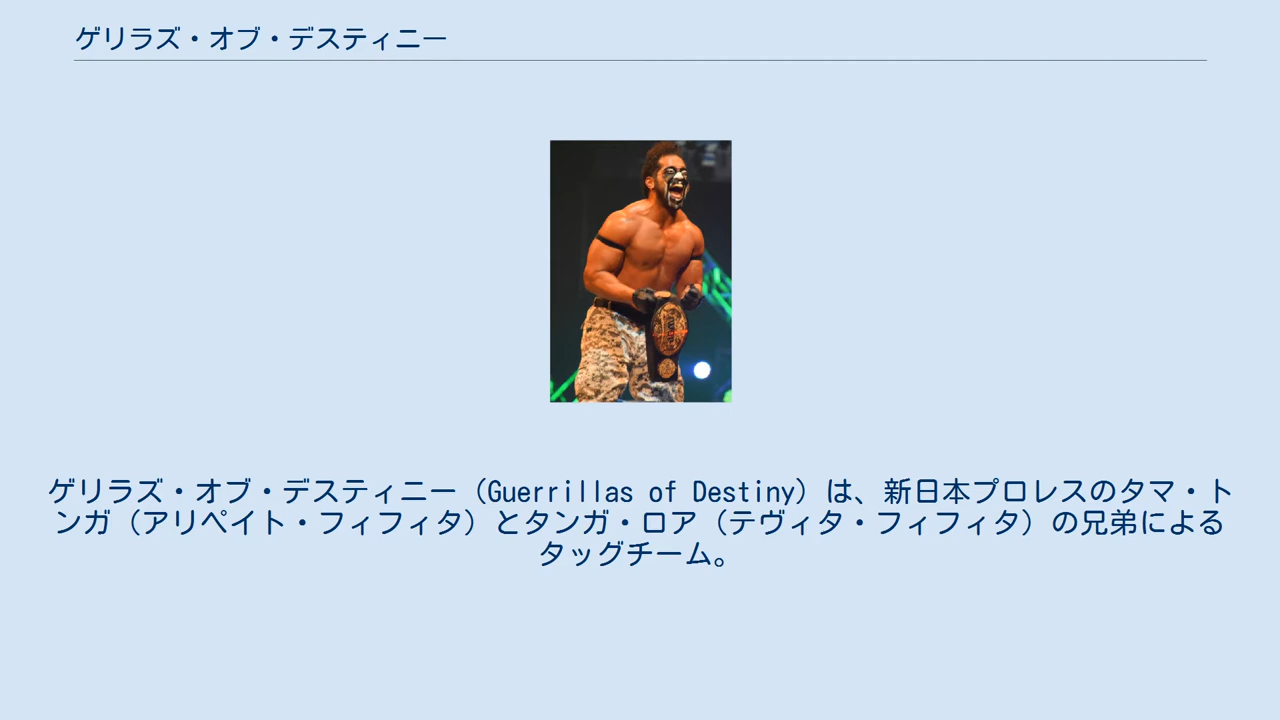 ゲリラズ・オブ・デスティニー
ゲリラズ・オブ・デスティニー（Guerrillas of Destiny）は、新日本プロレスのタマ・ト
ンガ（アリペイト・フィフィタ）とタンガ・ロア（テヴィタ・フィフィタ）の兄弟による
タッグチーム。